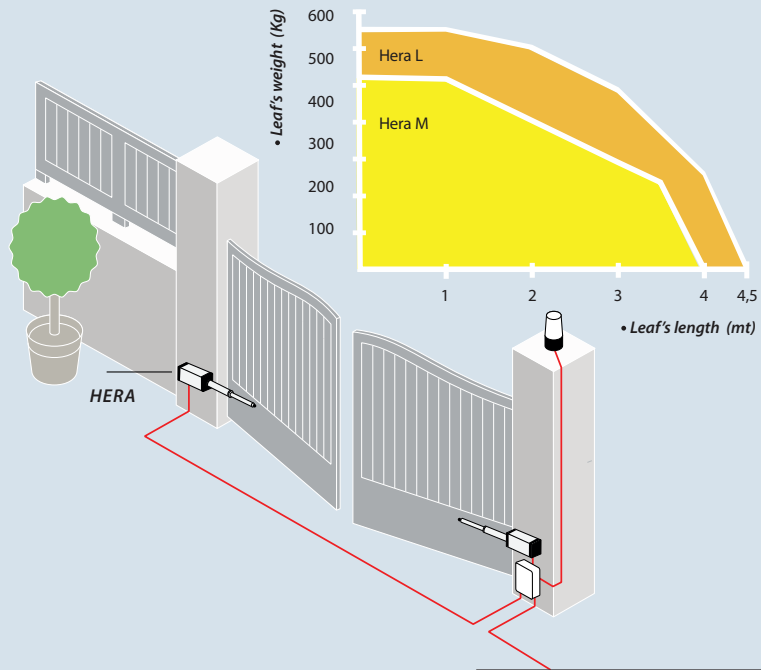 • Leaf's weight (Kg)
600
500
400
300
200
100
Hera L
Hera M
1 2 3 4 4,5
• Leaf's length (mt)
HERA